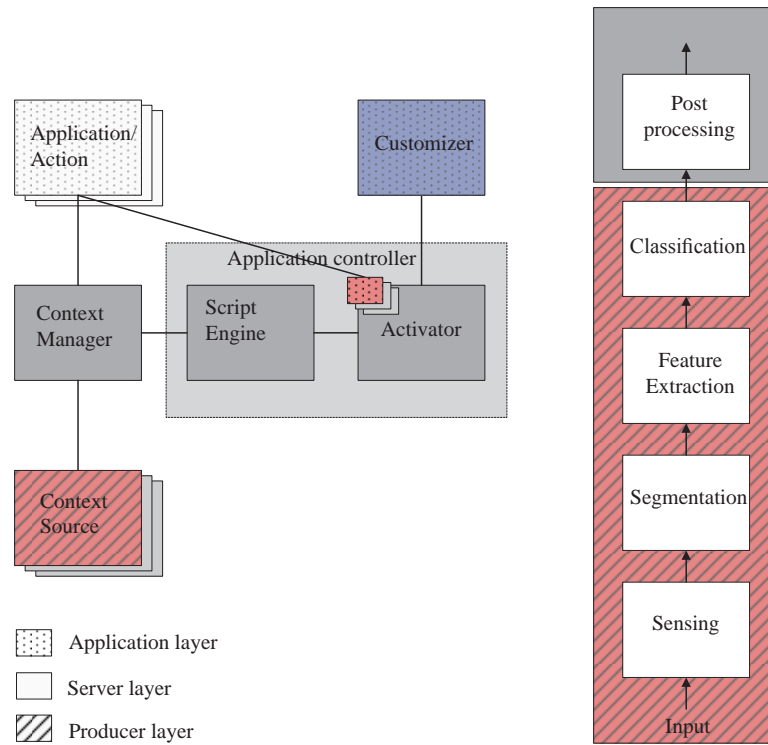 Application/
Action
Customizer
Application controller
Context
Manager
Script
Engine
Activator
Context
Source
Application layer
Server layer
Producer layer
Post
processing
Classification
Feature
Extraction
Segmentation
Sensing
Input